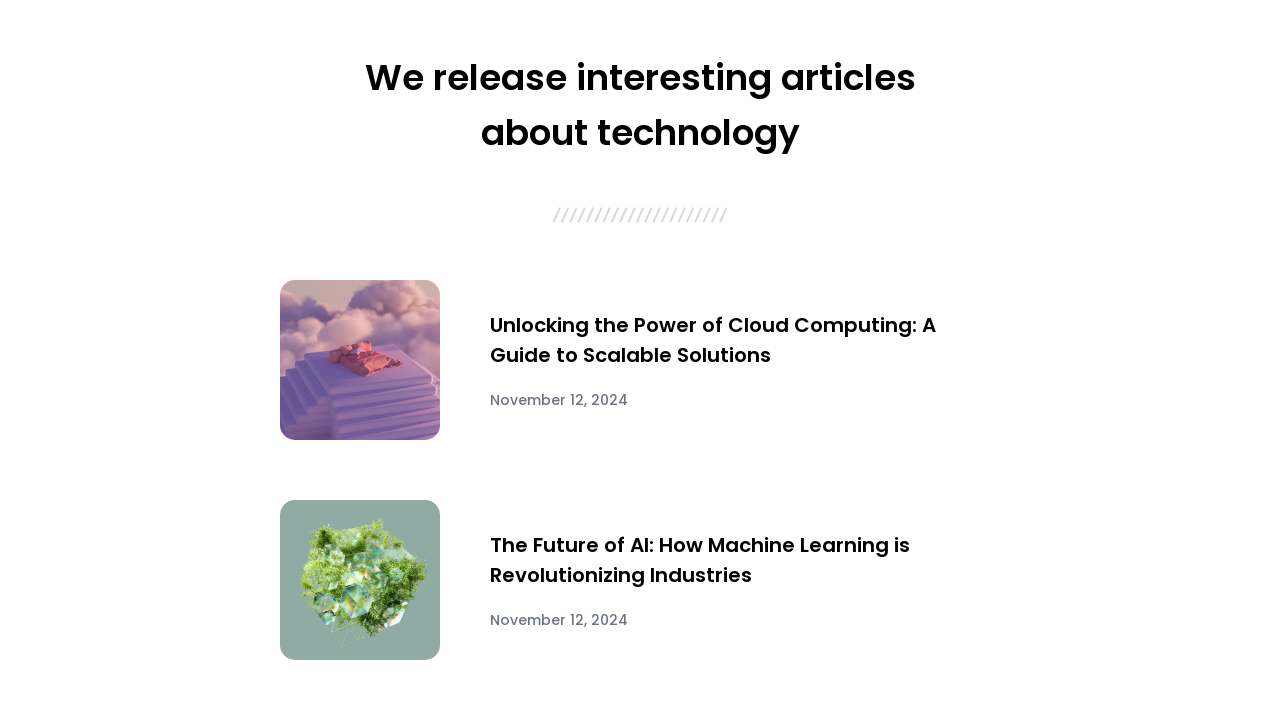 We release interesting articles
about technology
Unlocking the Power of Cloud Computing: A
Guide to Scalable Solutions
November 12, 2024
The Future of AI: How Machine Learning is
Revolutionizing Industries
November 12, 2024